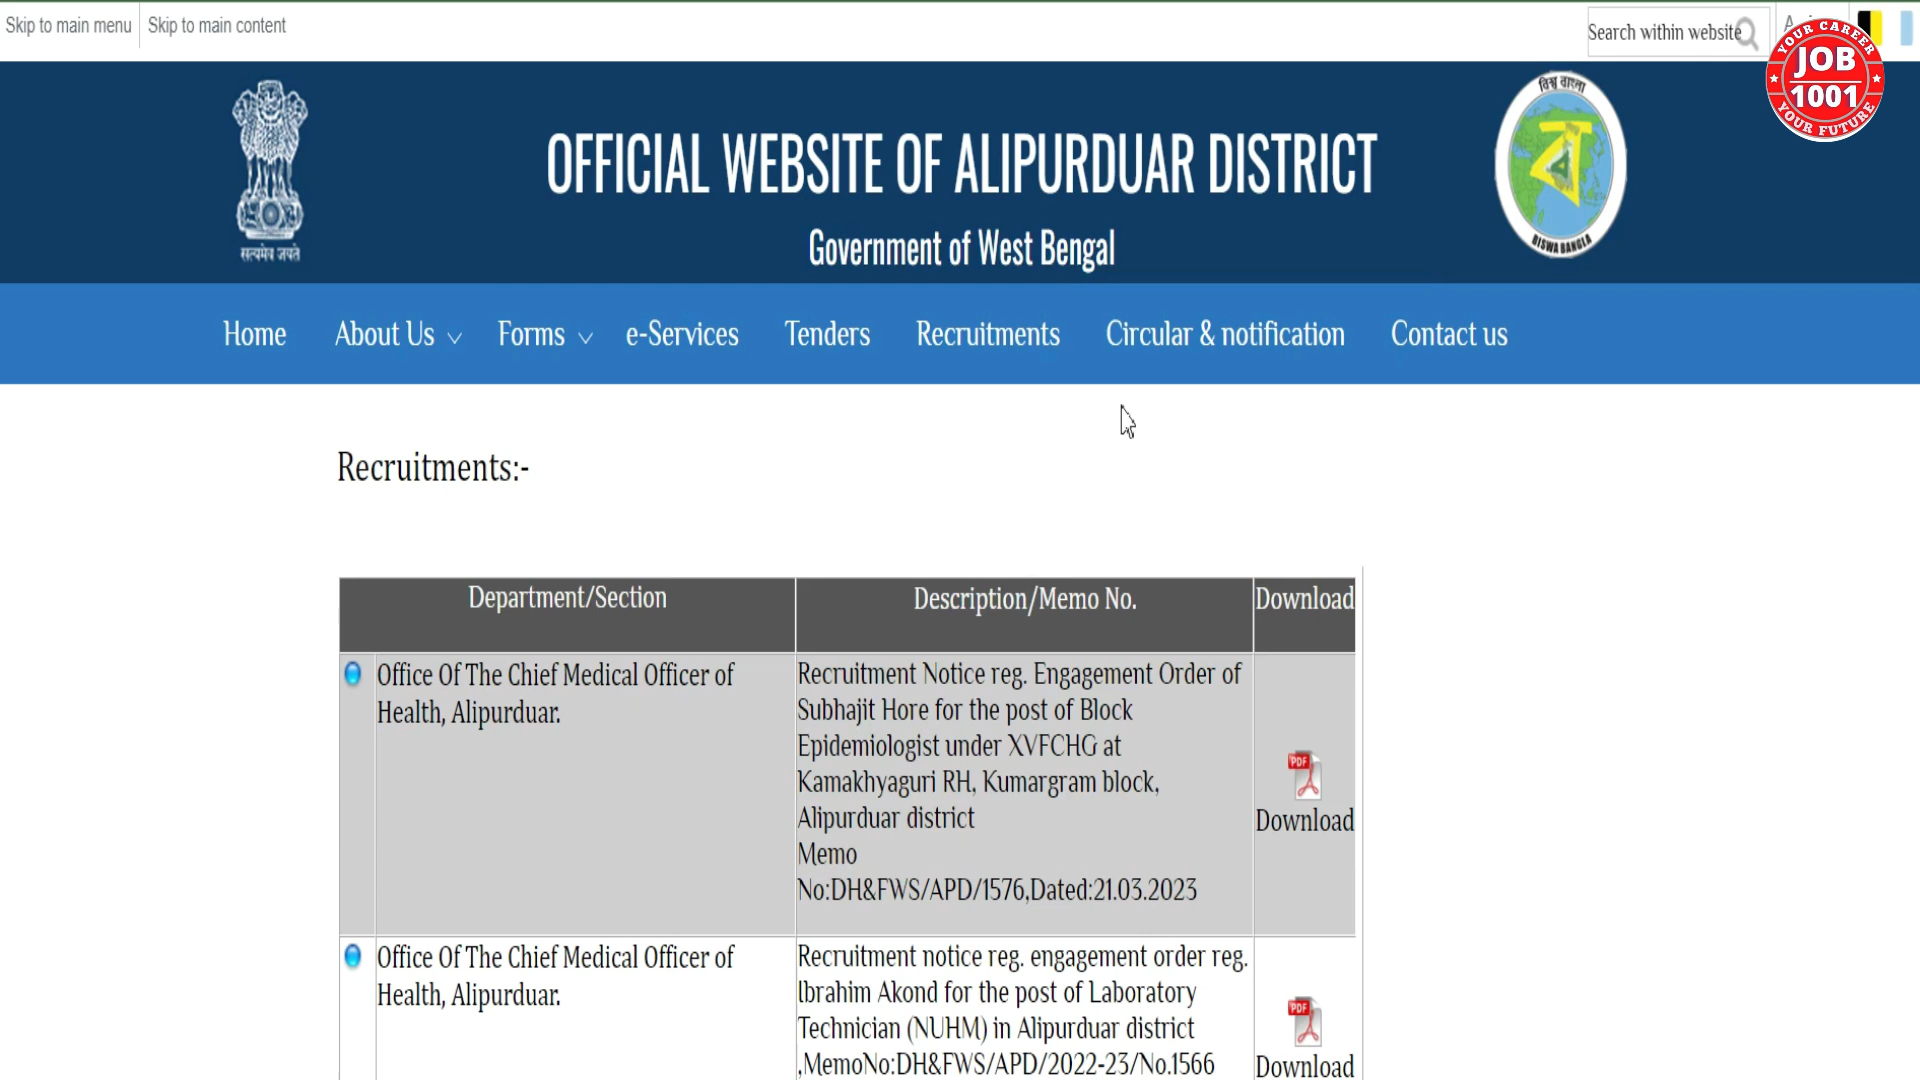 Skip to main menu
Skip to main content
Search within website
YOUR CAREER
JOB
1001
YOUR FUTURE
सत्यमेव जयते
OFFICIAL WEBSITE OF ALIPURDUAR DISTRICT
Government of West Bengal
विश्व बांग्ला
BISWA BANGLA
Home
About Us
Forms
e-Services
Tenders
Recruitments
Circular & notification
Contact us
Recruitments:-
Department/Section
Description/Memo No.
Download
Office Of The Chief Medical Officer of
Health, Alipurduar.
Recruitment Notice reg. Engagement Order of
Subhajit Hore for the post of Block
Epidemiologist under XVFCHG at
Kamakhyaguri RH, Kumargram block,
Alipurduar district
Memo
No:DH&FWS/APD/1576,Dated:21.03.2023
PDF
Download
Office Of The Chief Medical Officer of
Health, Alipurduar.
Recruitment notice reg. engagement order reg.
Ibrahim Akond for the post of Laboratory
Technician (NUHM) in Alipurduar district
,MemoNo:DH&FWS/APD/2022-23/No.1566
PDF
Download